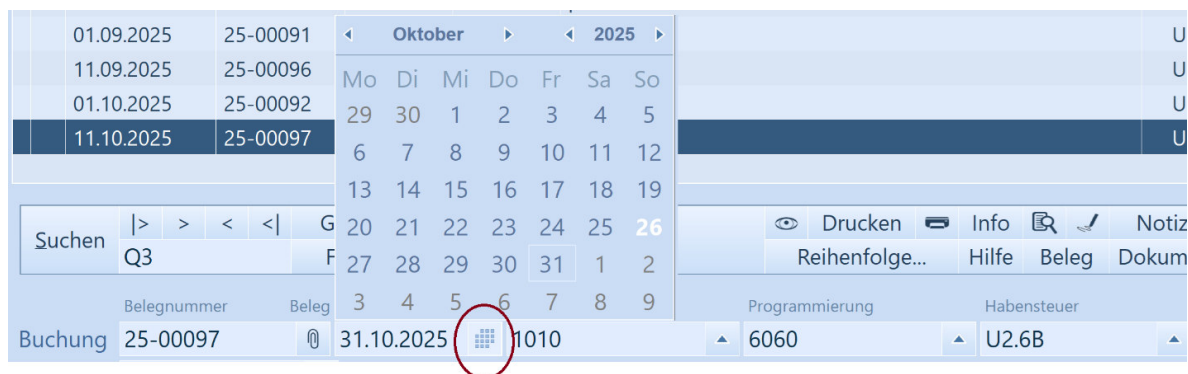 01.09.2025 25-00091 U
11.09.2025 25-00096 U
01.10.2025 25-00092 U
11.10.2025 25-00097 U
Oktober 2025
Mo Di Mi Do Fr Sa So
29 30 1 2 3 4 5
6 7 8 9 10 11 12
13 14 15 16 17 18 19
20 21 22 23 24 25 26
27 28 29 30 31 1 2
3 4 5 6 7 8 9
Suchen |> > < <| G Drucken Info Notiz
Q3 F Reihenfolge... Hilfe Beleg Dokum
Belegnummer Beleg Programmierung Habensteuer
Buchung 25-00097 31.10.2025 1010 6060 U2.6B